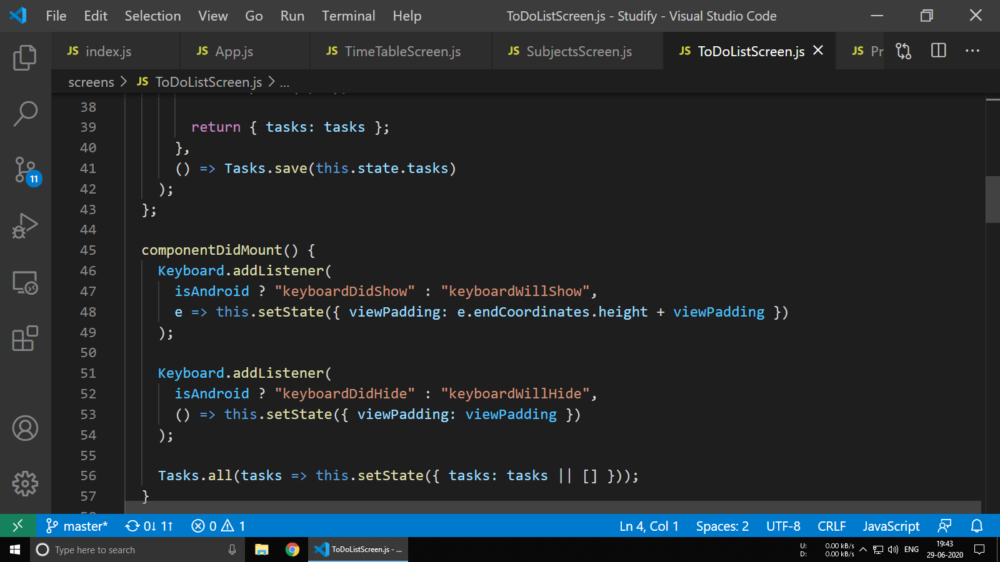 File Edit Selection View Go Run Terminal Help ToDoListScreen.js - Studify - Visual Studio Code
JS index.js JS App.js JS TimeTableScreen.js JS SubjectsScreen.js JS ToDoListScreen.js JS Pr
screens > JS ToDoListScreen.js > ...
38
39 return { tasks: tasks };
40 },
41 () => Tasks.save(this.state.tasks)
42 );
43 };
44
45 componentDidMount() {
46 Keyboard.addListener(
47 isAndroid ? "keyboardDidShow" : "keyboardWillShow",
48 e => this.setState({ viewPadding: e.endCoordinates.height + viewPadding })
49 );
50
51 Keyboard.addListener(
52 isAndroid ? "keyboardDidHide" : "keyboardWillHide",
53 () => this.setState({ viewPadding: viewPadding })
54 );
55
56 Tasks.all(tasks => this.setState({ tasks: tasks || [] }));
57 }
11
master* 0↓ 1↑ 0 1 Ln 4, Col 1 Spaces: 2 UTF-8 CRLF JavaScript
Type here to search ToDoListScreen.js - ... U: 0.00 kB/s ENG 19:43
D: 0.00 kB/s 29-06-2020